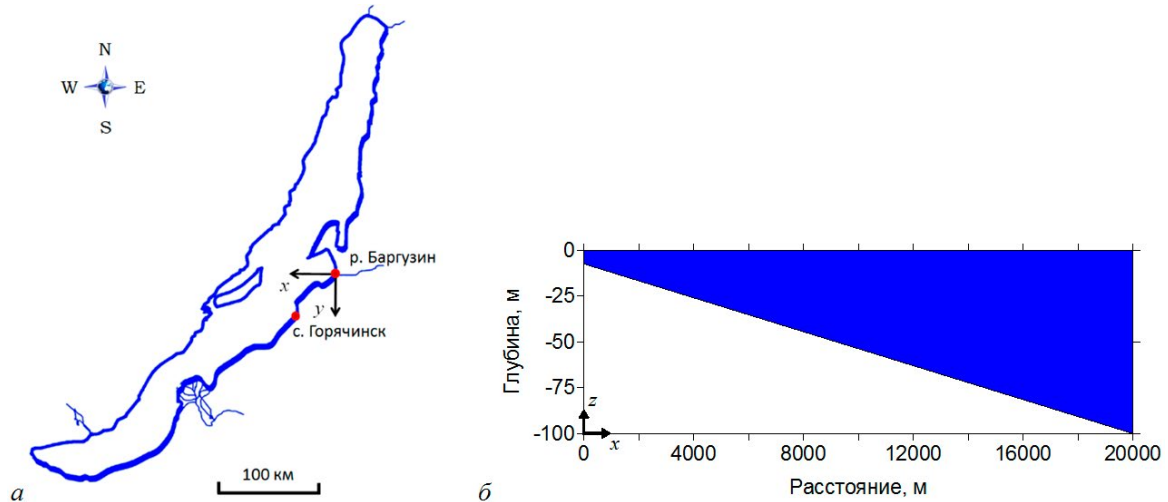 N
W E
S
р. Баргузин
x
y
с. Горячинск
100 км
а
б
Глубина, м
0
-25
-50
-75
-100
z
x
0 4000 8000 12000 16000 20000
Расстояние, м